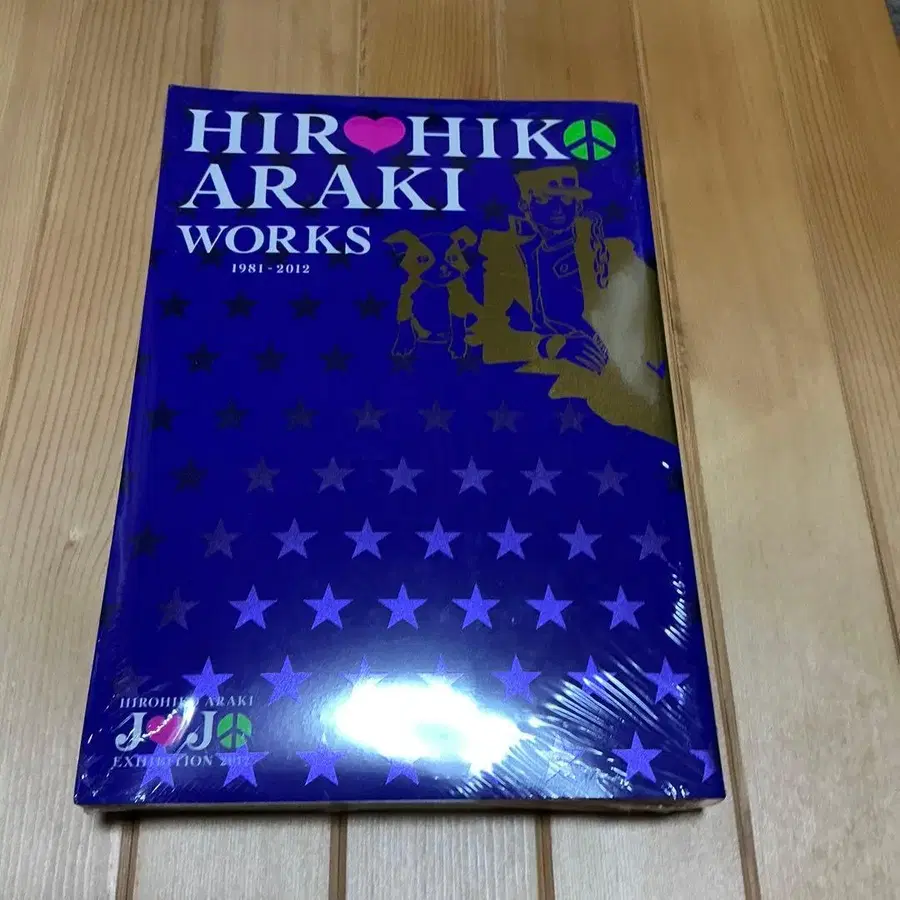 HIR♥HIK☮
ARAKI
WORKS
1981-2012
HIROHIKO ARAKI
J♥J☮
EXHIBITION 2012